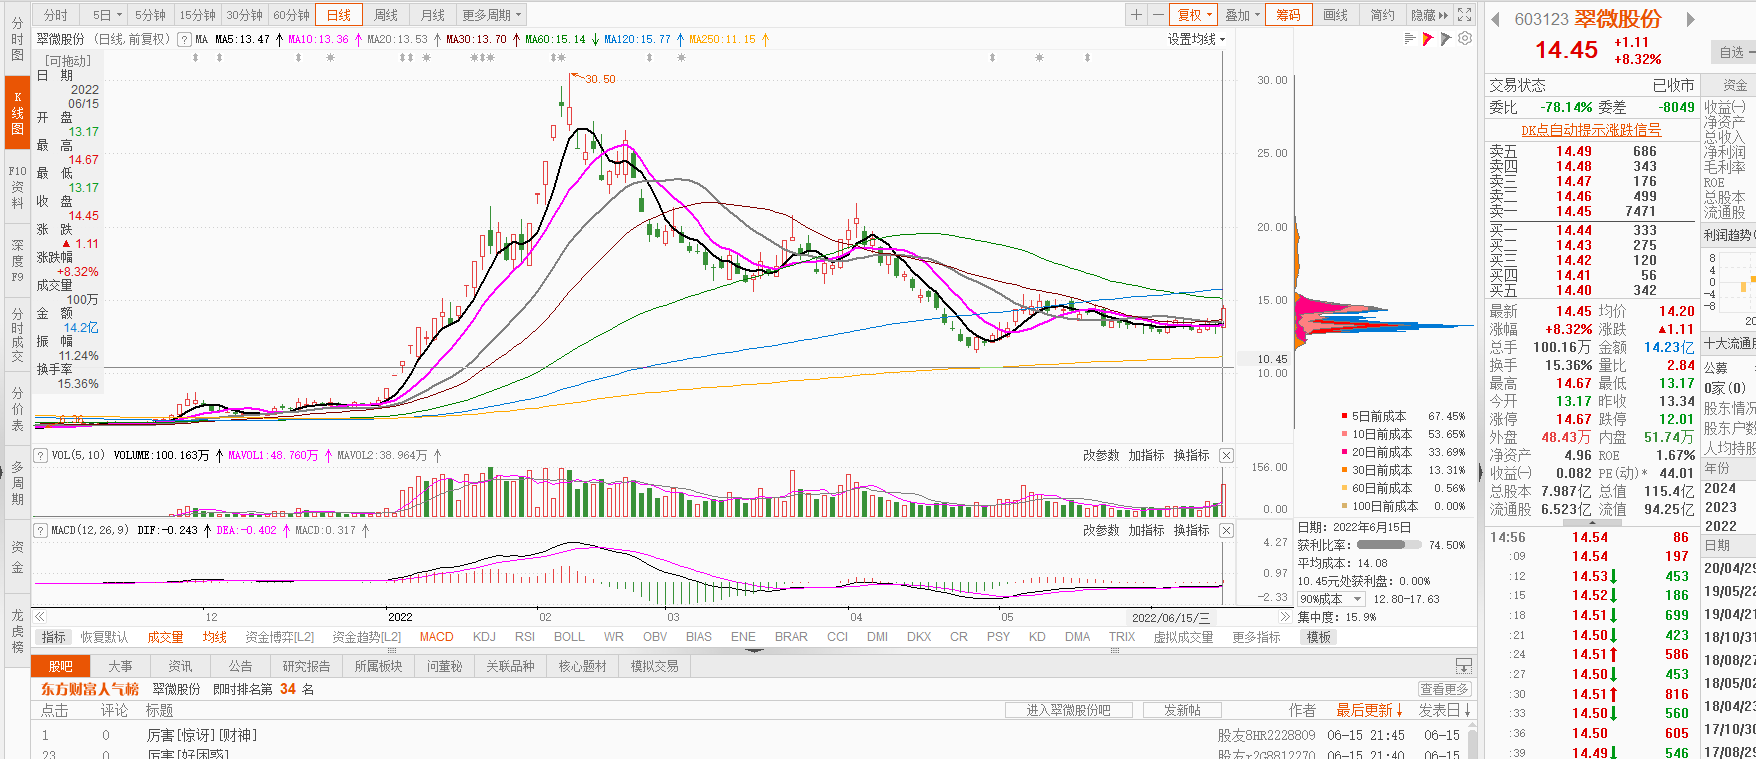 分时 5日 5分钟 15分钟 30分钟 60分钟 日线 周线 月线 更多周期 复权 叠加 筹码 画线 简约 隐藏
翠微股份 (日线,前复权) ? MA MA5:13.47 MA10:13.36 MA20:13.53 MA30:13.70 MA60:15.14 MA120:15.77 MA250:11.15 设置均线
分时图
K线图
F10资料
深度F9
分时成交
分价表
多周期
资金
龙虎榜
[可拖动]
日 期
2022
06/15
开 盘
13.17
最 高
14.67
最 低
13.17
收 盘
14.45
涨 跌
▲ 1.11
涨跌幅
+8.32%
成交量
100万
金 额
14.2亿
振 幅
11.24%
换手率
15.36%
30.50
30.00
25.00
20.00
15.00
10.45
10.00
5日前成本 67.45%
10日前成本 53.65%
20日前成本 33.69%
30日前成本 13.31%
60日前成本 0.56%
100日前成本 0.00%
? VOL(5,10) VOLUME:100.163万 MAVOL1:48.760万 MAVOL2:38.964万 改参数 加指标 换指标
156.00
0.00
? MACD(12,26,9) DIF:-0.243 DEA:-0.402 MACD:0.317 改参数 加指标 换指标
4.27
0.97
-2.33
日期: 2022年6月15日
获利比率: 74.50%
平均成本: 14.08
10.45元处获利盘: 0.00%
90%成本 12.80-17.63
集中度: 15.9%
12 2022 02 03 04 05 2022/06/15/三
指标 恢复默认 成交量 均线 资金博弈[L2] 资金趋势[L2] MACD KDJ RSI BOLL WR OBV BIAS ENE BRAR CCI DMI DKX CR PSY KD DMA TRIX 虚拟成交量 更多指标 模板
股吧 大事 资讯 公告 研究报告 所属板块 问董秘 关联品种 核心题材 模拟交易
东方财富人气榜 翠微股份 即时排名第 34 名 查看更多
点击 评论 标题 进入翠微股份吧 发新帖 作者 最后更新 发表日
1 0 厉害[惊讶][财神] 股友8HR2228809 06-15 21:45 06-15
23 0 厉害[好困惑] 股友r2G8812270 06-15 21:40 06-15
603123 翠微股份
14.45 +1.11
+8.32%
自选
交易状态 已收市
委比 -78.14% 委差 -8049
DK点自动提示涨跌信号
卖五 14.49 686
卖四 14.48 343
卖三 14.47 176
卖二 14.46 499
卖一 14.45 7471
买一 14.44 333
买二 14.43 275
买三 14.42 120
买四 14.41 56
买五 14.40 342
最新 14.45 均价 14.20
涨幅 +8.32% 涨跌 ▲1.11
总手 100.16万 金额 14.23亿
换手 15.36% 量比 2.84
最高 14.67 最低 13.17
今开 13.17 昨收 13.34
涨停 14.67 跌停 12.01
外盘 48.43万 内盘 51.74万
净资产 4.96 ROE 1.67%
收益(一) 0.082 PE(动)* 44.01
总股本 7.987亿 总值 115.4亿
流通股 6.523亿 流值 94.25亿
14:56 14.54 86
:09 14.54 197
:12 14.53 453
:15 14.52 186
:18 14.51 699
:21 14.50 423
:24 14.51 586
:27 14.50 453
:30 14.51 816
:33 14.50 560
:36 14.50 605
:39 14.49 546
资金
收益(一)
净资产
总收入
净利润
毛利率
ROE
总股本
流通股
利润趋势(
8
4
0
-4
-8
十大流通股
公募
0家(0)
股东情况
股东户数
人均持股
年份
2024
2023
2022
日期
20/04/29
19/05/22
19/04/21
18/10/31
18/08/27
18/05/02
18/04/23
17/10/30
17/08/29